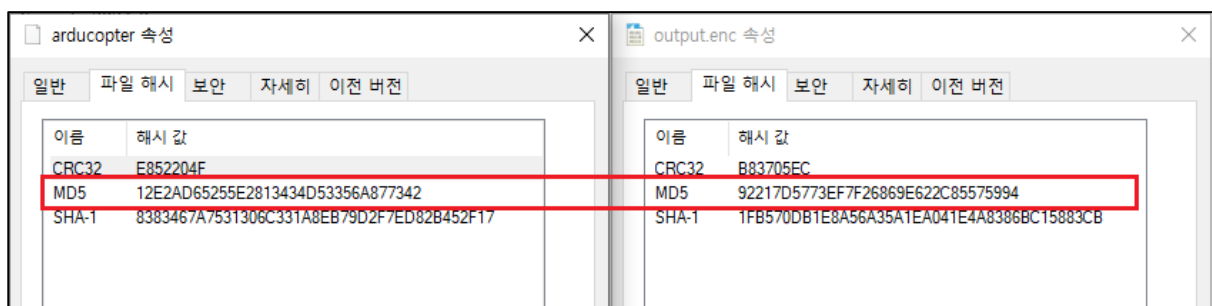 arducopter 속성
일반 파일 해시 보안 자세히 이전 버전
이름 해시 값
CRC32 E852204F
MD5 12E2AD65255E2813434D53356A877342
SHA-1 8383467A7531306C331A8EB79D2F7ED82B452F17
output.enc 속성
일반 파일 해시 보안 자세히 이전 버전
이름 해시 값
CRC32 B83705EC
MD5 92217D5773EF7F26869E622C85575994
SHA-1 1FB570DB1E8A56A35A1EA041E4A8386BC15883CB